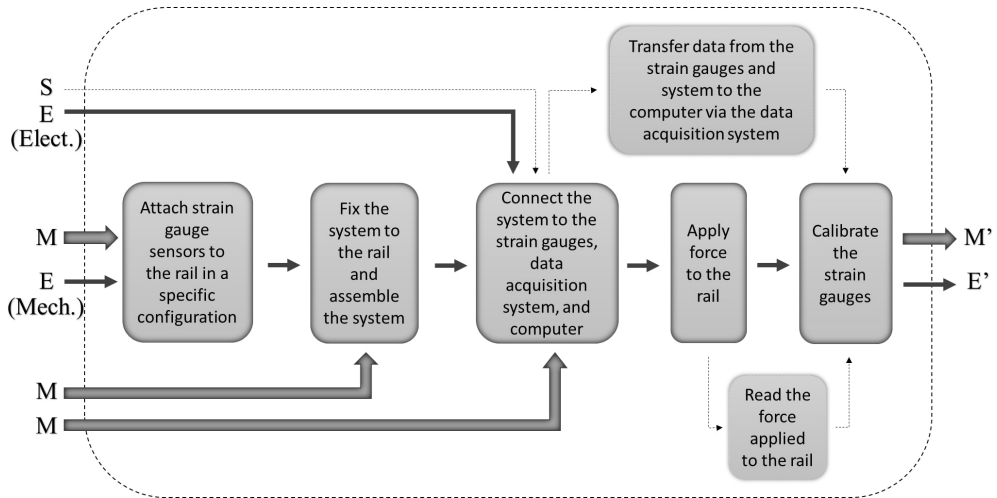 Transfer data from the
strain gauges and
system to the
computer via the data
acquisition system
S
E
(Elect.)
Attach strain
gauge
sensors to
the rail in a
specific
configuration
Fix the
system to
the rail
and
assemble
the system
Connect the
system to the
strain gauges,
data
acquisition
system, and
computer
Apply
force
to the
rail
Calibrate
the
strain
gauges
M
E
(Mech.)
M'
E'
M
M
Read the
force
applied
to the rail